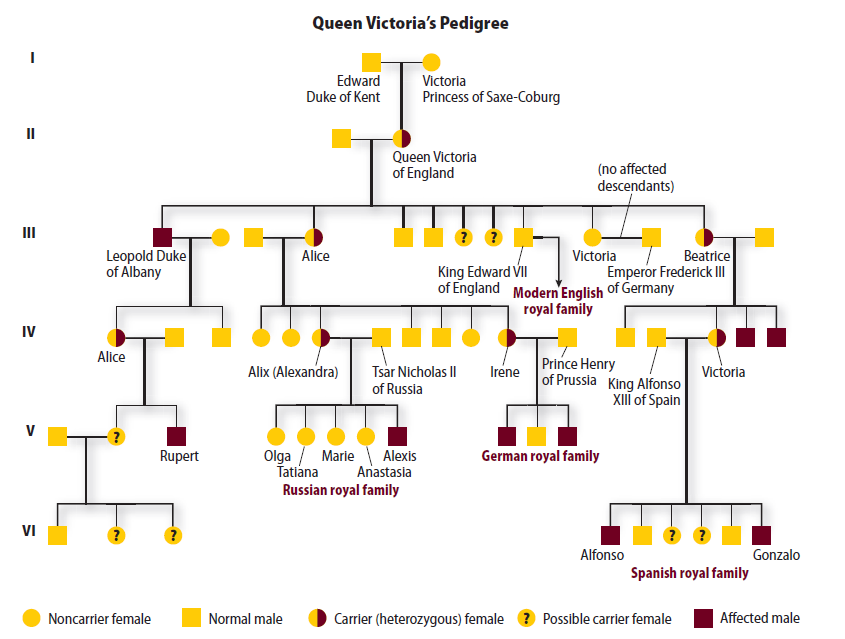 Queen Victoria's Pedigree
I
Edward
Duke of Kent
Victoria
Princess of Saxe-Coburg
II
Queen Victoria
of England
(no affected
descendants)
III
?
?
Leopold Duke
of Albany
Alice
King Edward VII
of England
Modern English
royal family
Victoria
Emperor Frederick III
of Germany
Beatrice
IV
Alice
Alix (Alexandra)
Tsar Nicholas II
of Russia
Irene
Prince Henry
of Prussia
King Alfonso
XIII of Spain
Victoria
V
?
Rupert
Olga
Tatiana
Marie
Anastasia
Alexis
Russian royal family
German royal family
VI
?
?
?
?
Alfonso
Gonzalo
Spanish royal family
Noncarrier female
Normal male
Carrier (heterozygous) female
?
Possible carrier female
Affected male